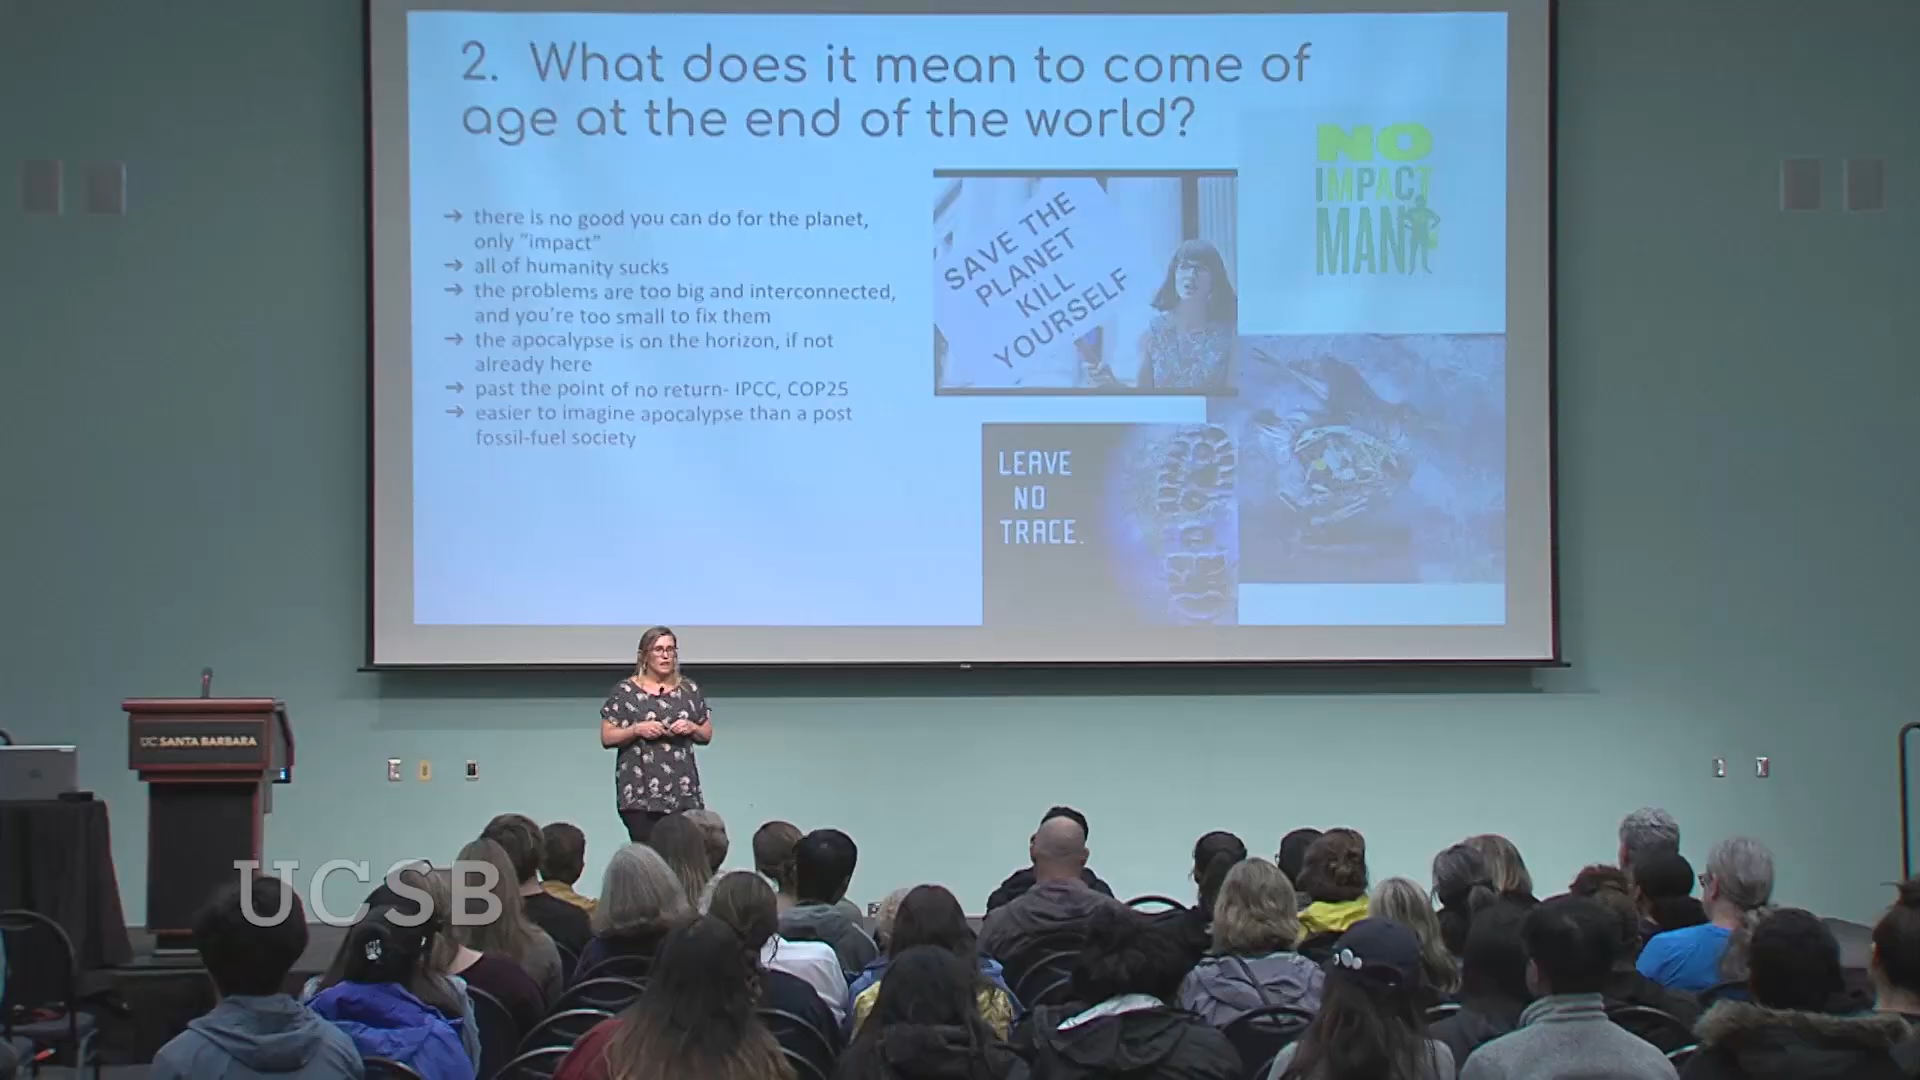 2. What does it mean to come of
age at the end of the world?
➔ there is no good you can do for the planet,
only "impact"
➔ all of humanity sucks
➔ the problems are too big and interconnected,
and you're too small to fix them
➔ the apocalypse is on the horizon, if not
already here
➔ past the point of no return- IPCC, COP25
➔ easier to imagine apocalypse than a post
fossil-fuel society
SAVE THE
PLANET
KILL
YOURSELF
NO
IMPACT
MAN
LEAVE
NO
TRACE.
UC SANTA BARBARA
UCSB